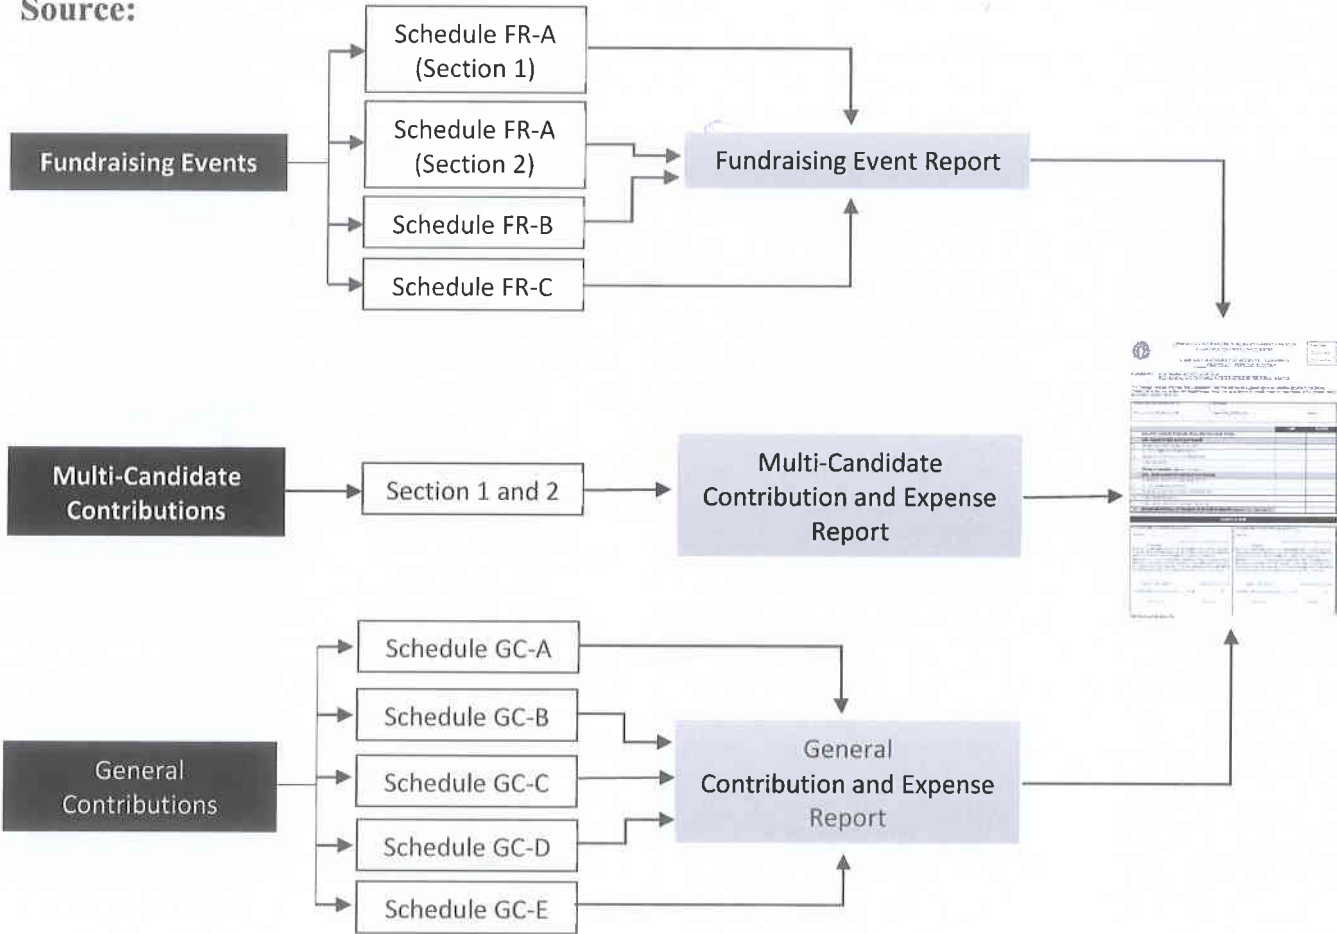 Source:
Schedule FR-A
(Section 1)
Fundraising Events
Schedule FR-A
(Section 2)
Fundraising Event Report
Schedule FR-B
Schedule FR-C
Multi-Candidate
Contributions
Section 1 and 2
Multi-Candidate
Contribution and Expense
Report
General
Contributions
Schedule GC-A
Schedule GC-B
Schedule GC-C
Schedule GC-D
Schedule GC-E
General
Contribution and Expense
Report